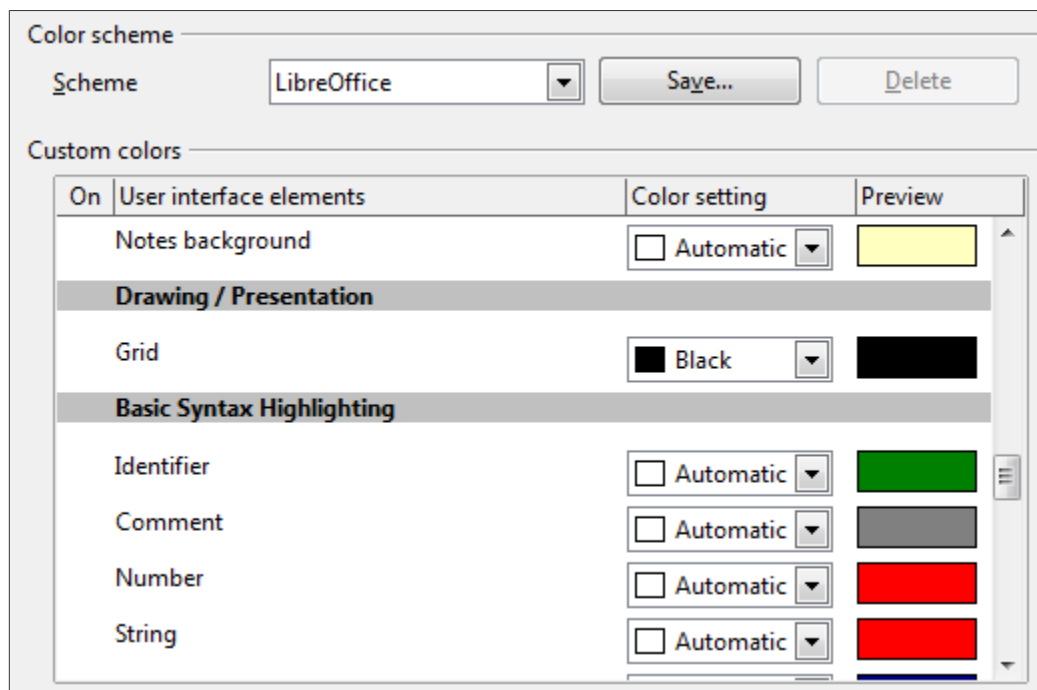 Color scheme
Scheme LibreOffice Save... Delete
Custom colors
On User interface elements Color setting Preview
Notes background Automatic
Drawing / Presentation
Grid Black
Basic Syntax Highlighting
Identifier Automatic
Comment Automatic
Number Automatic
String Automatic